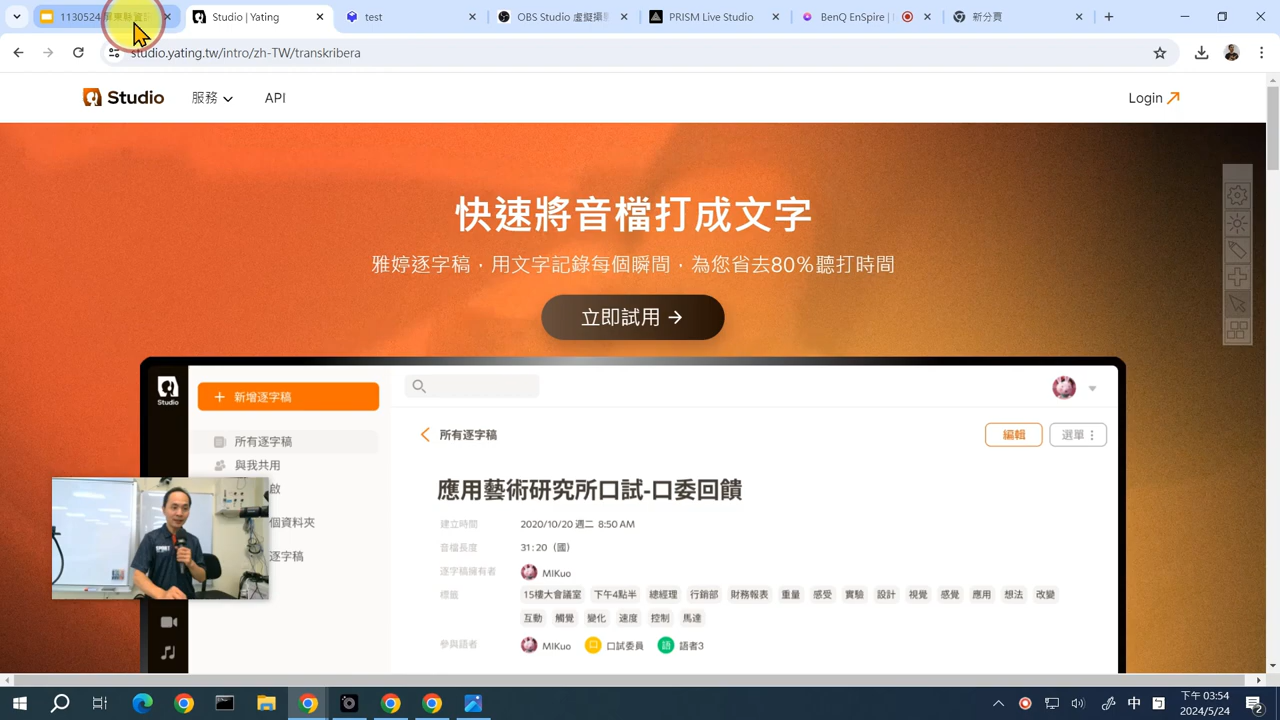 1130524
Studio | Yating
test
OBS Studio 虛擬攝
PRISM Live Studio
BenQ EnSpire
新分頁
studio.yating.tw/intro/zh-TW/transkribera
Studio
服務
API
Login
快速將音檔打成文字
雅婷逐字稿．用文字記錄每個瞬間．為您省去80%聽打時間
立即試用
Studio
新增逐字稿
所有逐字稿
編輯
選單
所有逐字稿
與我共用
啟
個資料夾
逐字稿
應用藝術研究所口試-口委回饋
建立時間 2020/10/20 週二 8:50 AM
音檔長度 31:20（國）
逐字稿擁有者 MIKuo
標籤 15樓大會議室 下午4點半 總經理 行銷部 財務報表 重量 感受 實驗 設計 視覺 感覺 應用 想法 改變
互動 觸覺 變化 速度 控制 馬達
參與語者 MIKuo 口 口試委員 語 語者3
中
下午 03:54
2024/5/24
2